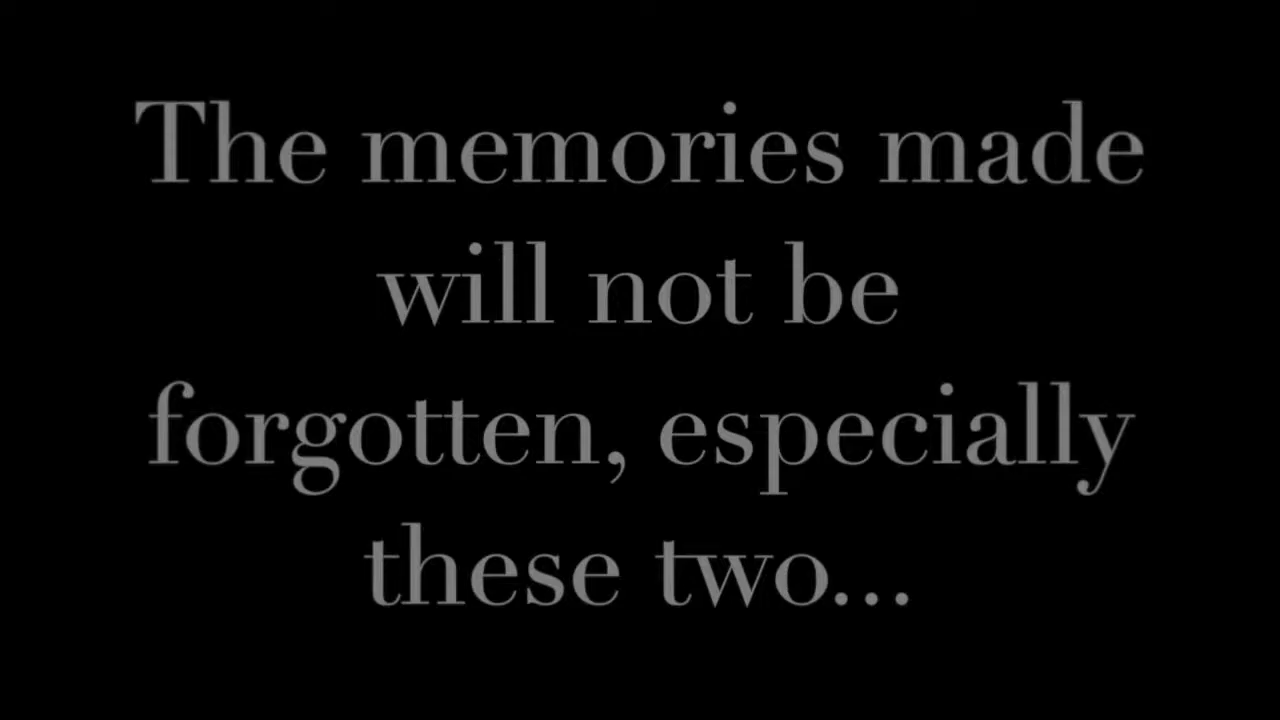 The memories made
will not be
forgotten, especially
these two...